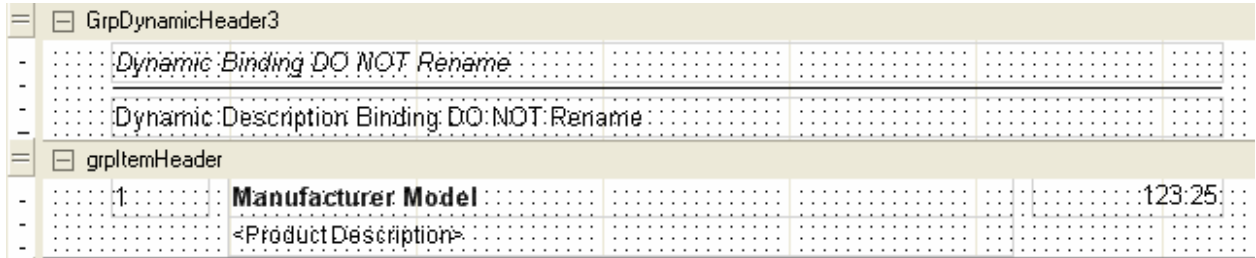 GrpDynamicHeader3
Dynamic Binding DO NOT Rename
Dynamic Description Binding DO NOT Rename
grpItemHeader
1 Manufacturer Model 123.25
<Product Description>